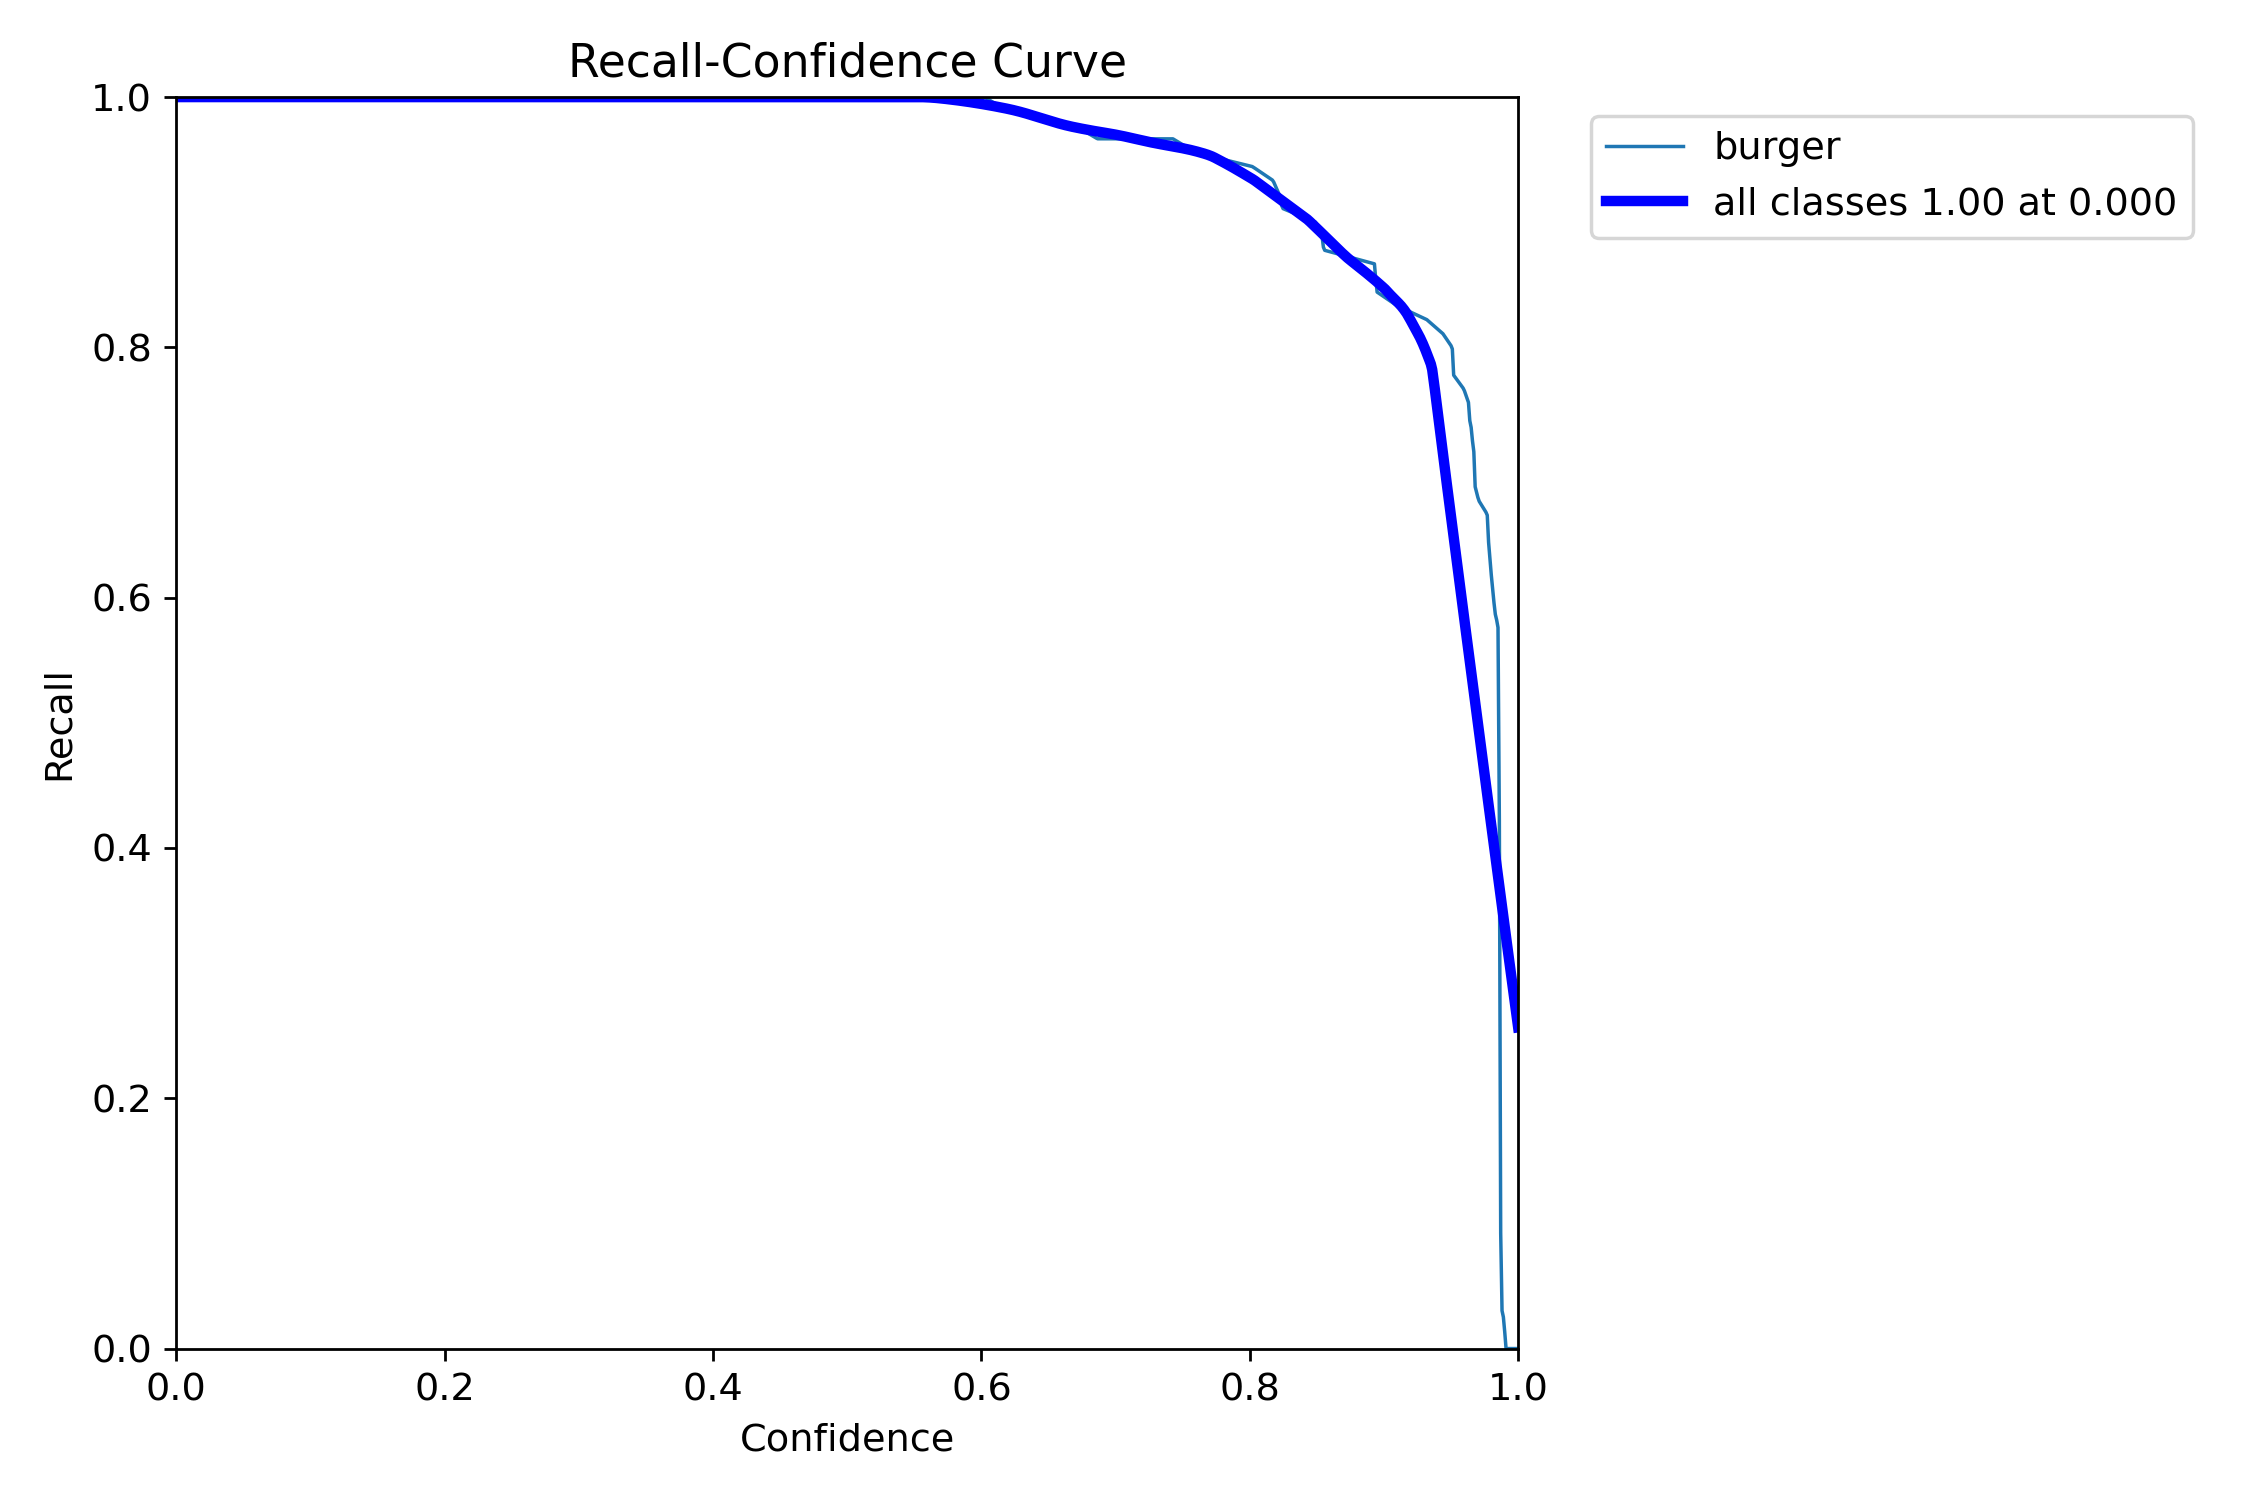 Recall-Confidence Curve
burger
all classes 1.00 at 0.000
1.0
0.8
0.6
0.4
0.2
0.0
Recall
0.0 0.2 0.4 0.6 0.8 1.0
Confidence